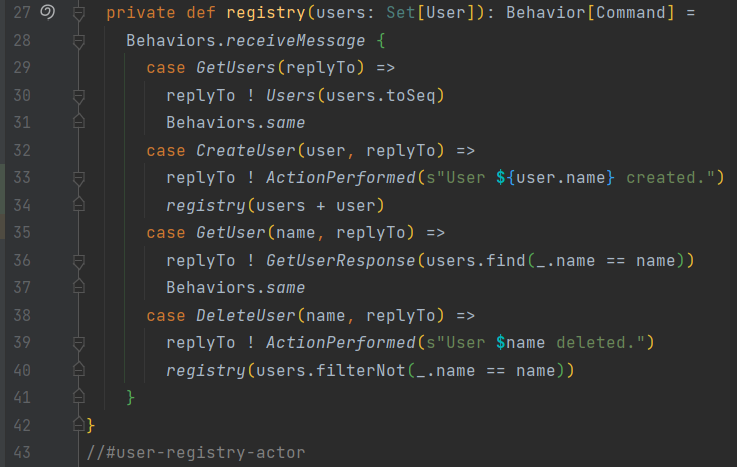 27 private def registry(users: Set[User]): Behavior[Command] =
28 Behaviors.receiveMessage {
29 case GetUsers(replyTo) =>
30 replyTo ! Users(users.toSeq)
31 Behaviors.same
32 case CreateUser(user, replyTo) =>
33 replyTo ! ActionPerformed(s"User ${user.name} created.")
34 registry(users + user)
35 case GetUser(name, replyTo) =>
36 replyTo ! GetUserResponse(users.find(_.name == name))
37 Behaviors.same
38 case DeleteUser(name, replyTo) =>
39 replyTo ! ActionPerformed(s"User $name deleted.")
40 registry(users.filterNot(_.name == name))
41 }
42 }
43 //#user-registry-actor